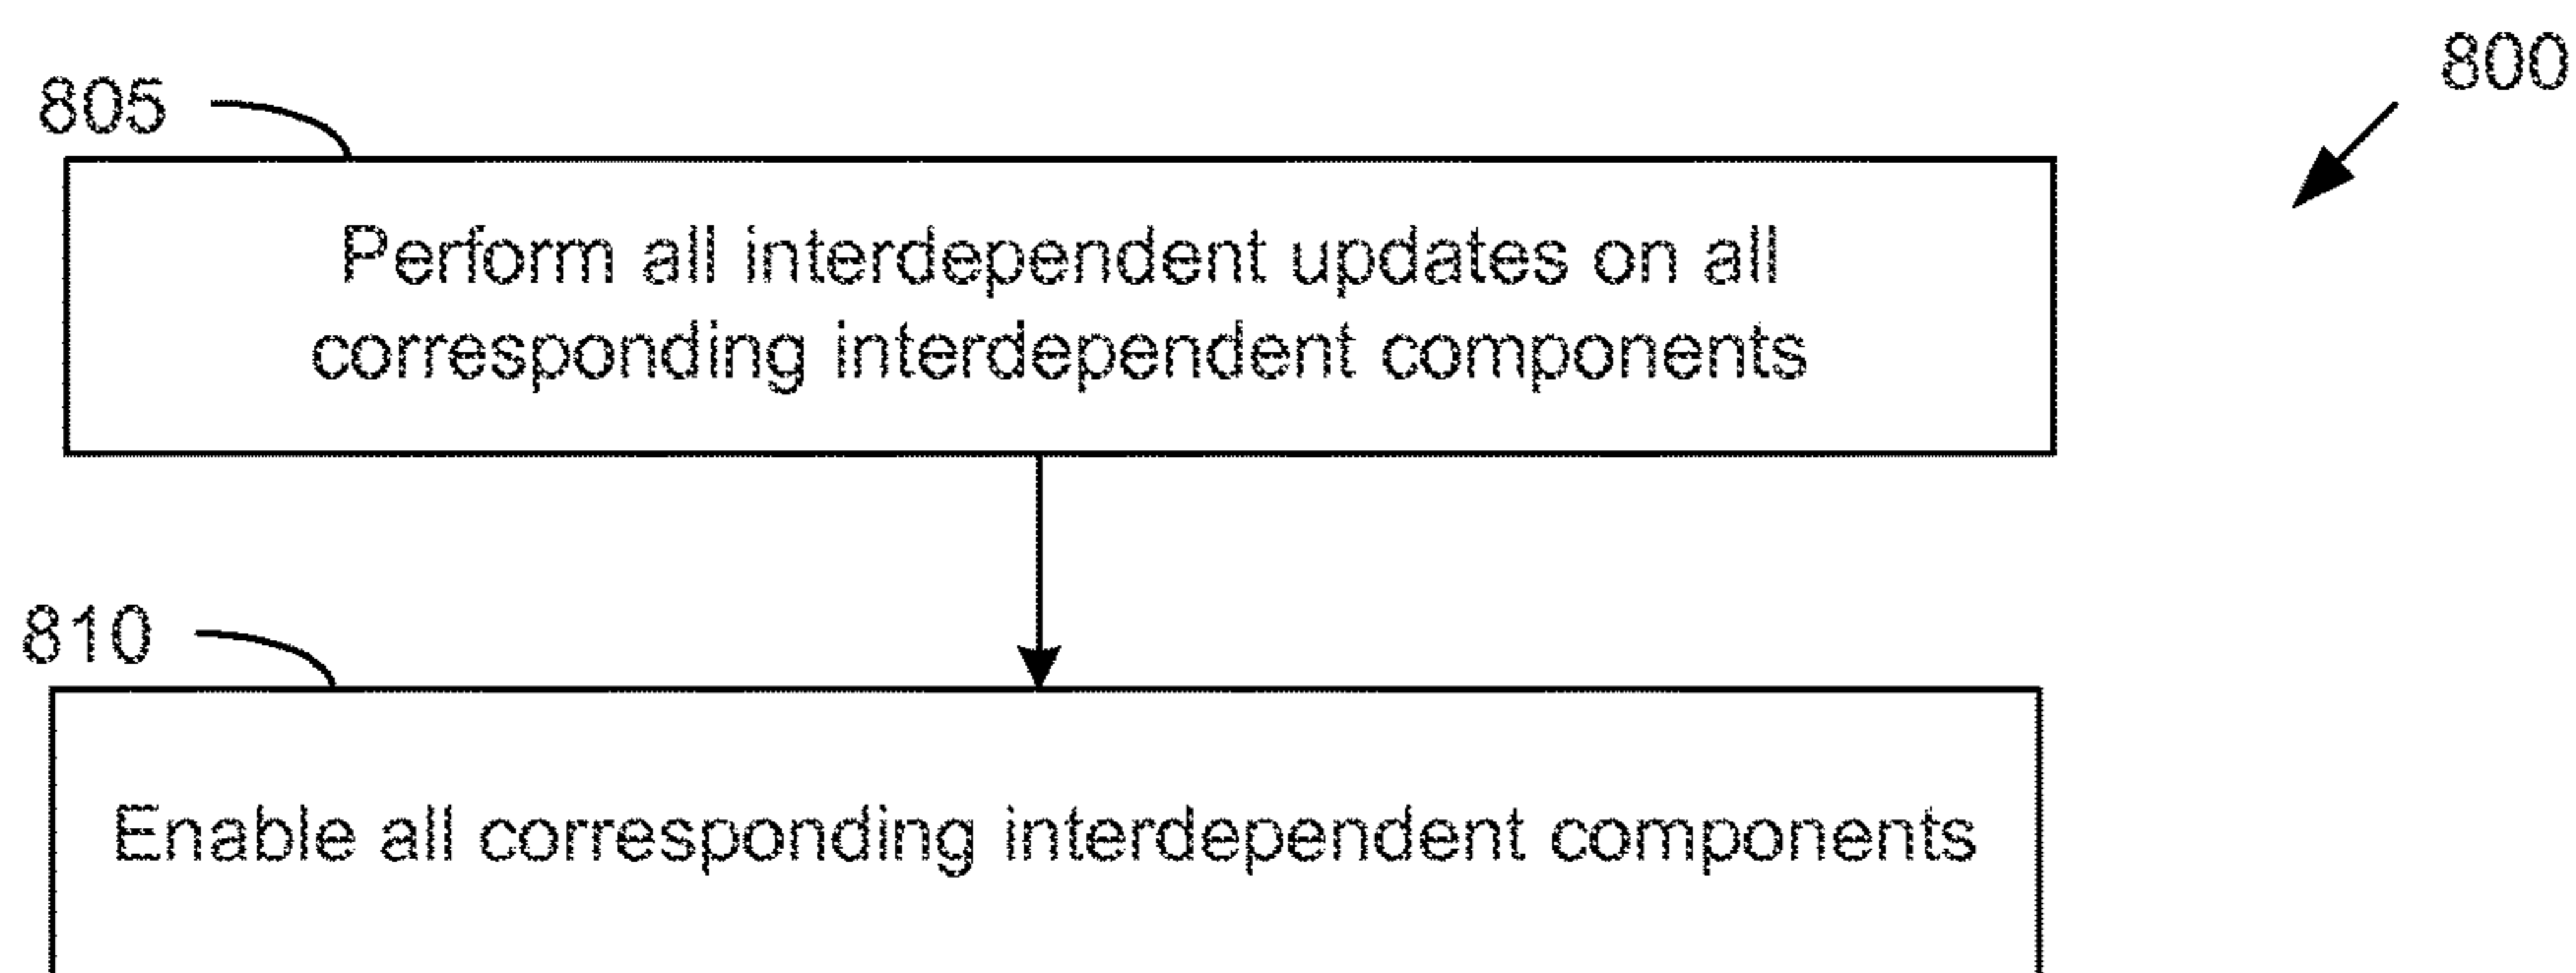 800
805
Perform all interdependent updates on all
corresponding interdependent components
810
Enable all corresponding interdependent components